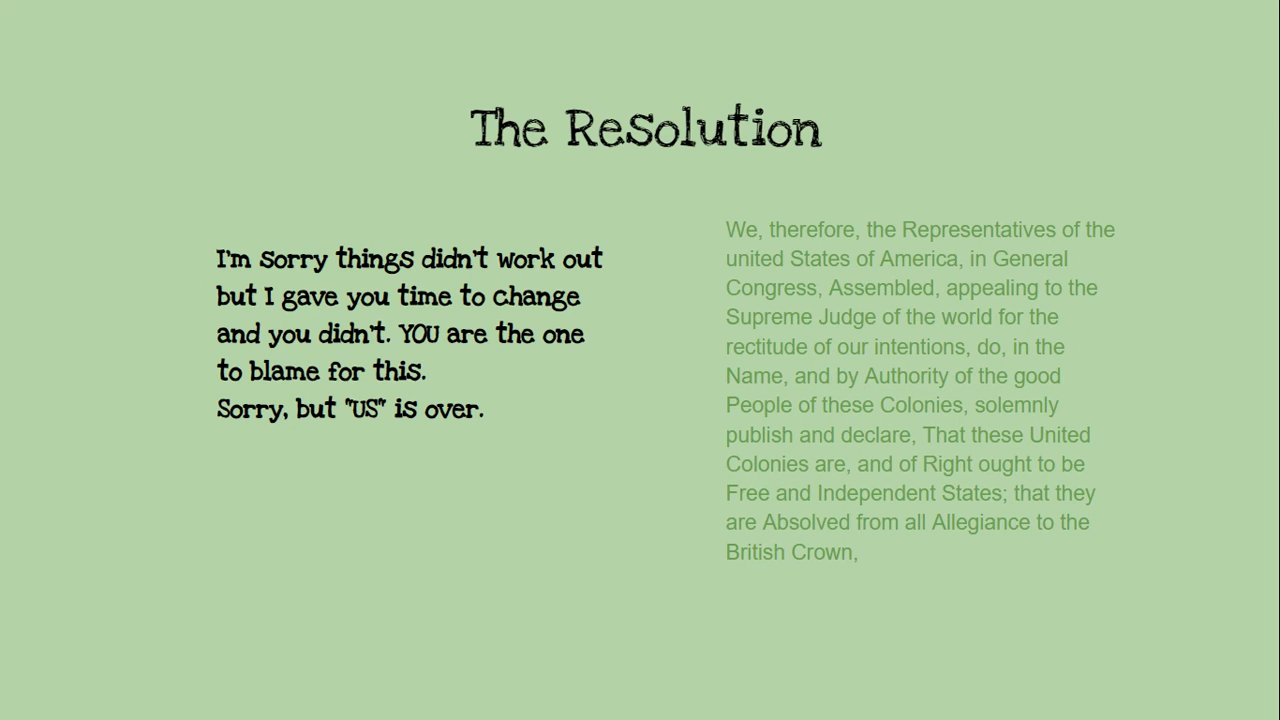 The Resolution
I'm sorry things didn't work out
but I gave you time to change
and you didn't. YOU are the one
to blame for this.
Sorry, but "US" is over.
We, therefore, the Representatives of the
united States of America, in General
Congress, Assembled, appealing to the
Supreme Judge of the world for the
rectitude of our intentions, do, in the
Name, and by Authority of the good
People of these Colonies, solemnly
publish and declare, That these United
Colonies are, and of Right ought to be
Free and Independent States; that they
are Absolved from all Allegiance to the
British Crown,